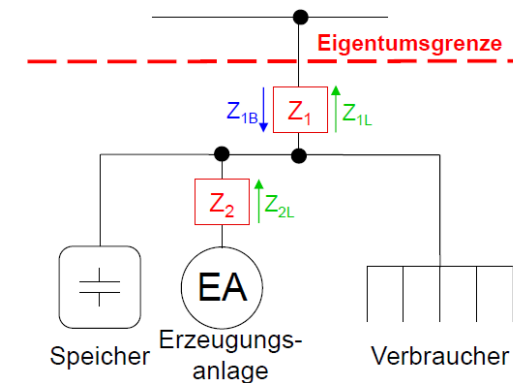 Eigentumsgrenze
Z1B Z1 Z1L
Z2 Z2L
EA
Speicher Erzeugungs-
anlage Verbraucher